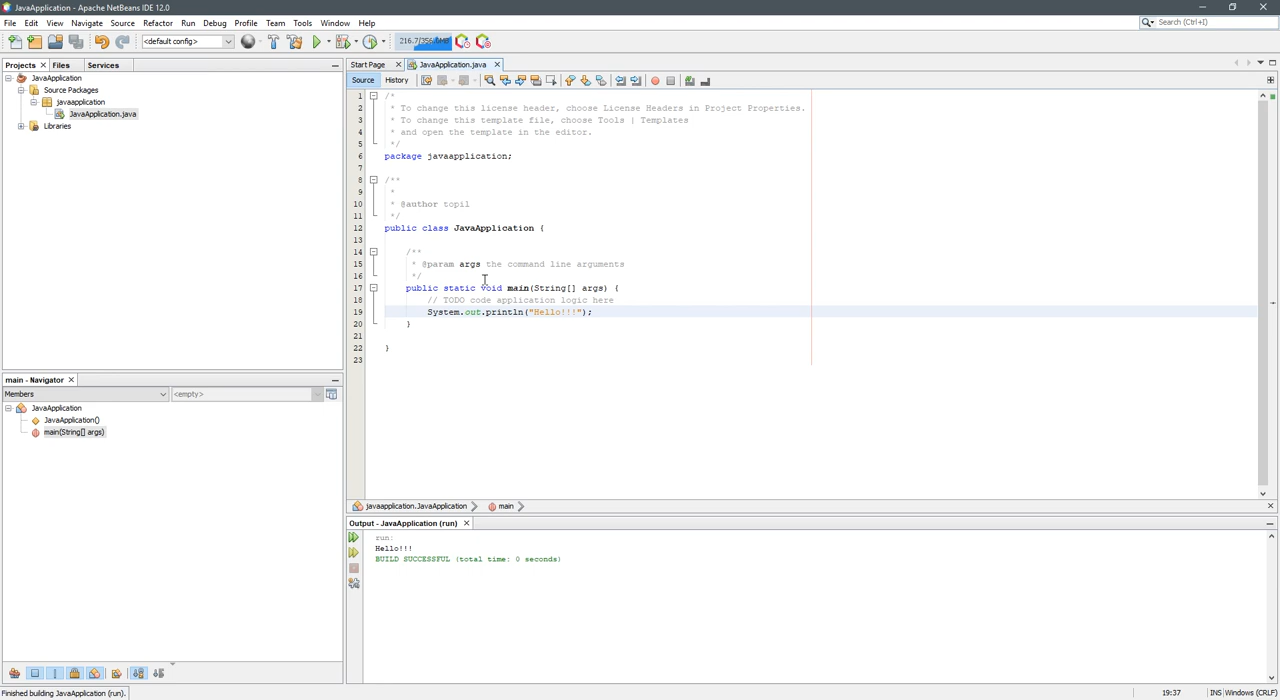 JavaApplication - Apache NetBeans IDE 12.0
File Edit View Navigate Source Refactor Run Debug Profile Team Tools Window Help
Search (Ctrl+I)
<default config>
216.7/356.0MB
Projects Files Services
JavaApplication
Source Packages
javaapplication
JavaApplication.java
Libraries
Start Page JavaApplication.java
Source History
1 /*
2 * To change this license header, choose License Headers in Project Properties.
3 * To change this template file, choose Tools | Templates
4 * and open the template in the editor.
5 */
6 package javaapplication;
7
8 /**
9 *
10 * @author topil
11 */
12 public class JavaApplication {
13
14 /**
15 * @param args the command line arguments
16 */
17 public static void main(String[] args) {
18 // TODO code application logic here
19 System.out.println("Hello!!!");
20 }
21
22 }
23
javaapplication.JavaApplication main
main - Navigator
Members <empty>
JavaApplication
JavaApplication()
main(String[] args)
Output - JavaApplication (run)
run:
Hello!!!
BUILD SUCCESSFUL (total time: 0 seconds)
Finished building JavaApplication (run).
19:37 INS Windows (CRLF)